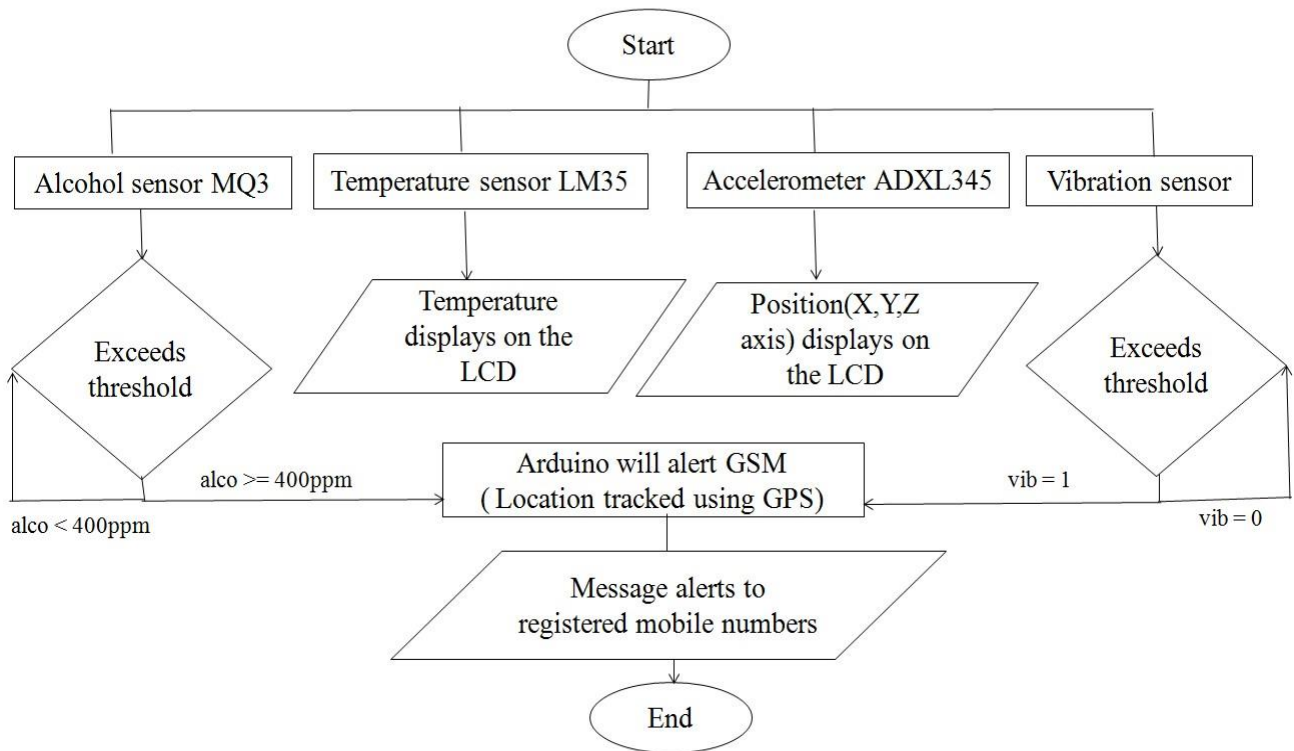 Start
Alcohol sensor MQ3
Temperature sensor LM35
Accelerometer ADXL345
Vibration sensor
Exceeds
threshold
Temperature
displays on the
LCD
Position(X,Y,Z
axis) displays on
the LCD
Exceeds
threshold
alco >= 400ppm
alco < 400ppm
Arduino will alert GSM
( Location tracked using GPS)
vib = 1
vib = 0
Message alerts to
registered mobile numbers
End